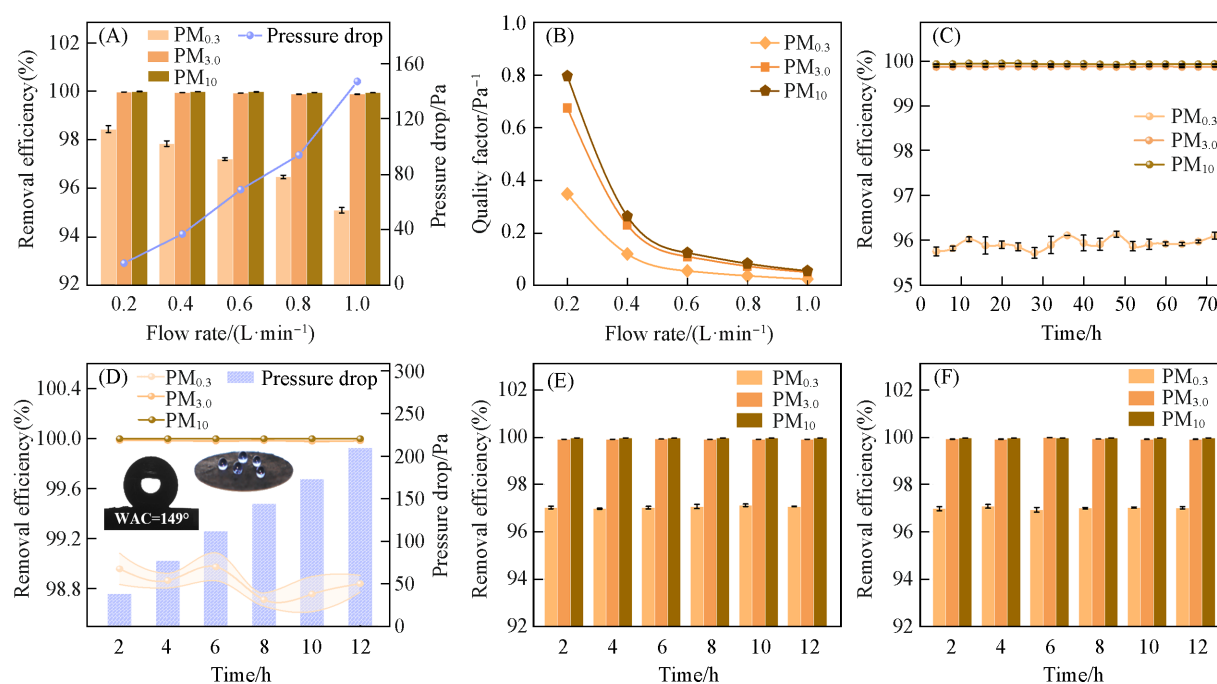 (A)
PM0.3
PM3.0
PM10
Pressure drop
Removal efficiency(%)
102
100
98
96
94
92
Pressure drop/Pa
160
140
120
80
40
0
0.2 0.4 0.6 0.8 1.0
Flow rate/(L·min⁻¹)
(B)
PM0.3
PM3.0
PM10
Quality factor/Pa⁻¹
1.0
0.8
0.6
0.4
0.2
0
0.2 0.4 0.6 0.8 1.0
Flow rate/(L·min⁻¹)
(C)
PM0.3
PM3.0
PM10
Removal efficiency(%)
100
99
96
95
0 10 20 30 40 50 60 70
Time/h
(D)
PM0.3
PM3.0
PM10
Pressure drop
WAC=149°
Removal efficiency(%)
100.4
100.0
99.6
99.2
98.8
Pressure drop/Pa
300
250
200
150
100
50
0
2 4 6 8 10 12
Time/h
(E)
PM0.3
PM3.0
PM10
Removal efficiency(%)
102
100
98
96
94
92
2 4 6 8 10 12
Time/h
(F)
PM0.3
PM3.0
PM10
Removal efficiency(%)
102
100
98
96
94
92
2 4 6 8 10 12
Time/h